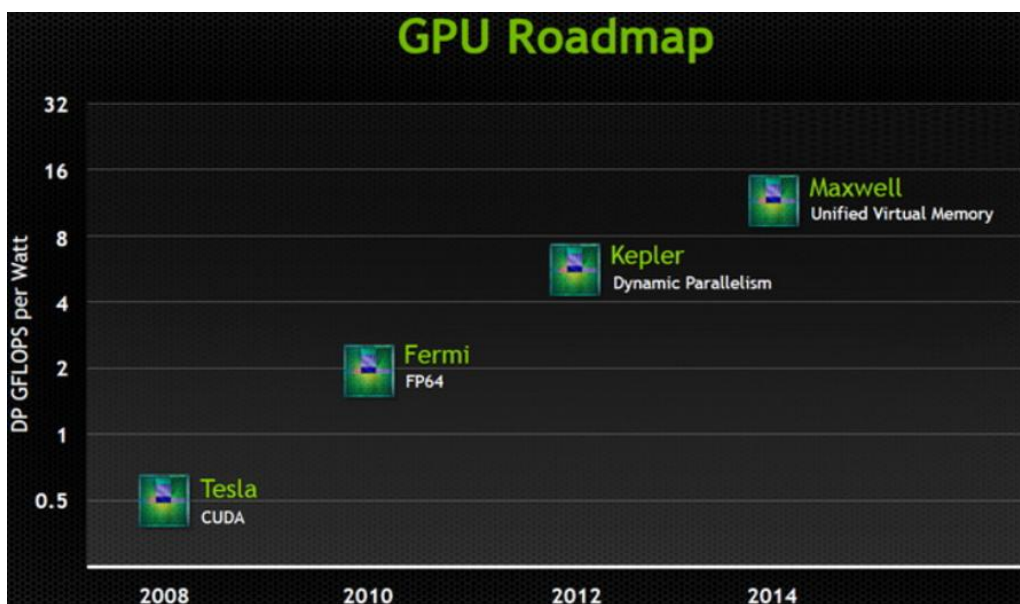 GPU Roadmap
32
16
8
4
2
1
0.5
DP GFLOPS per Watt
Maxwell
Unified Virtual Memory
Kepler
Dynamic Parallelism
Fermi
FP64
Tesla
CUDA
2008
2010
2012
2014